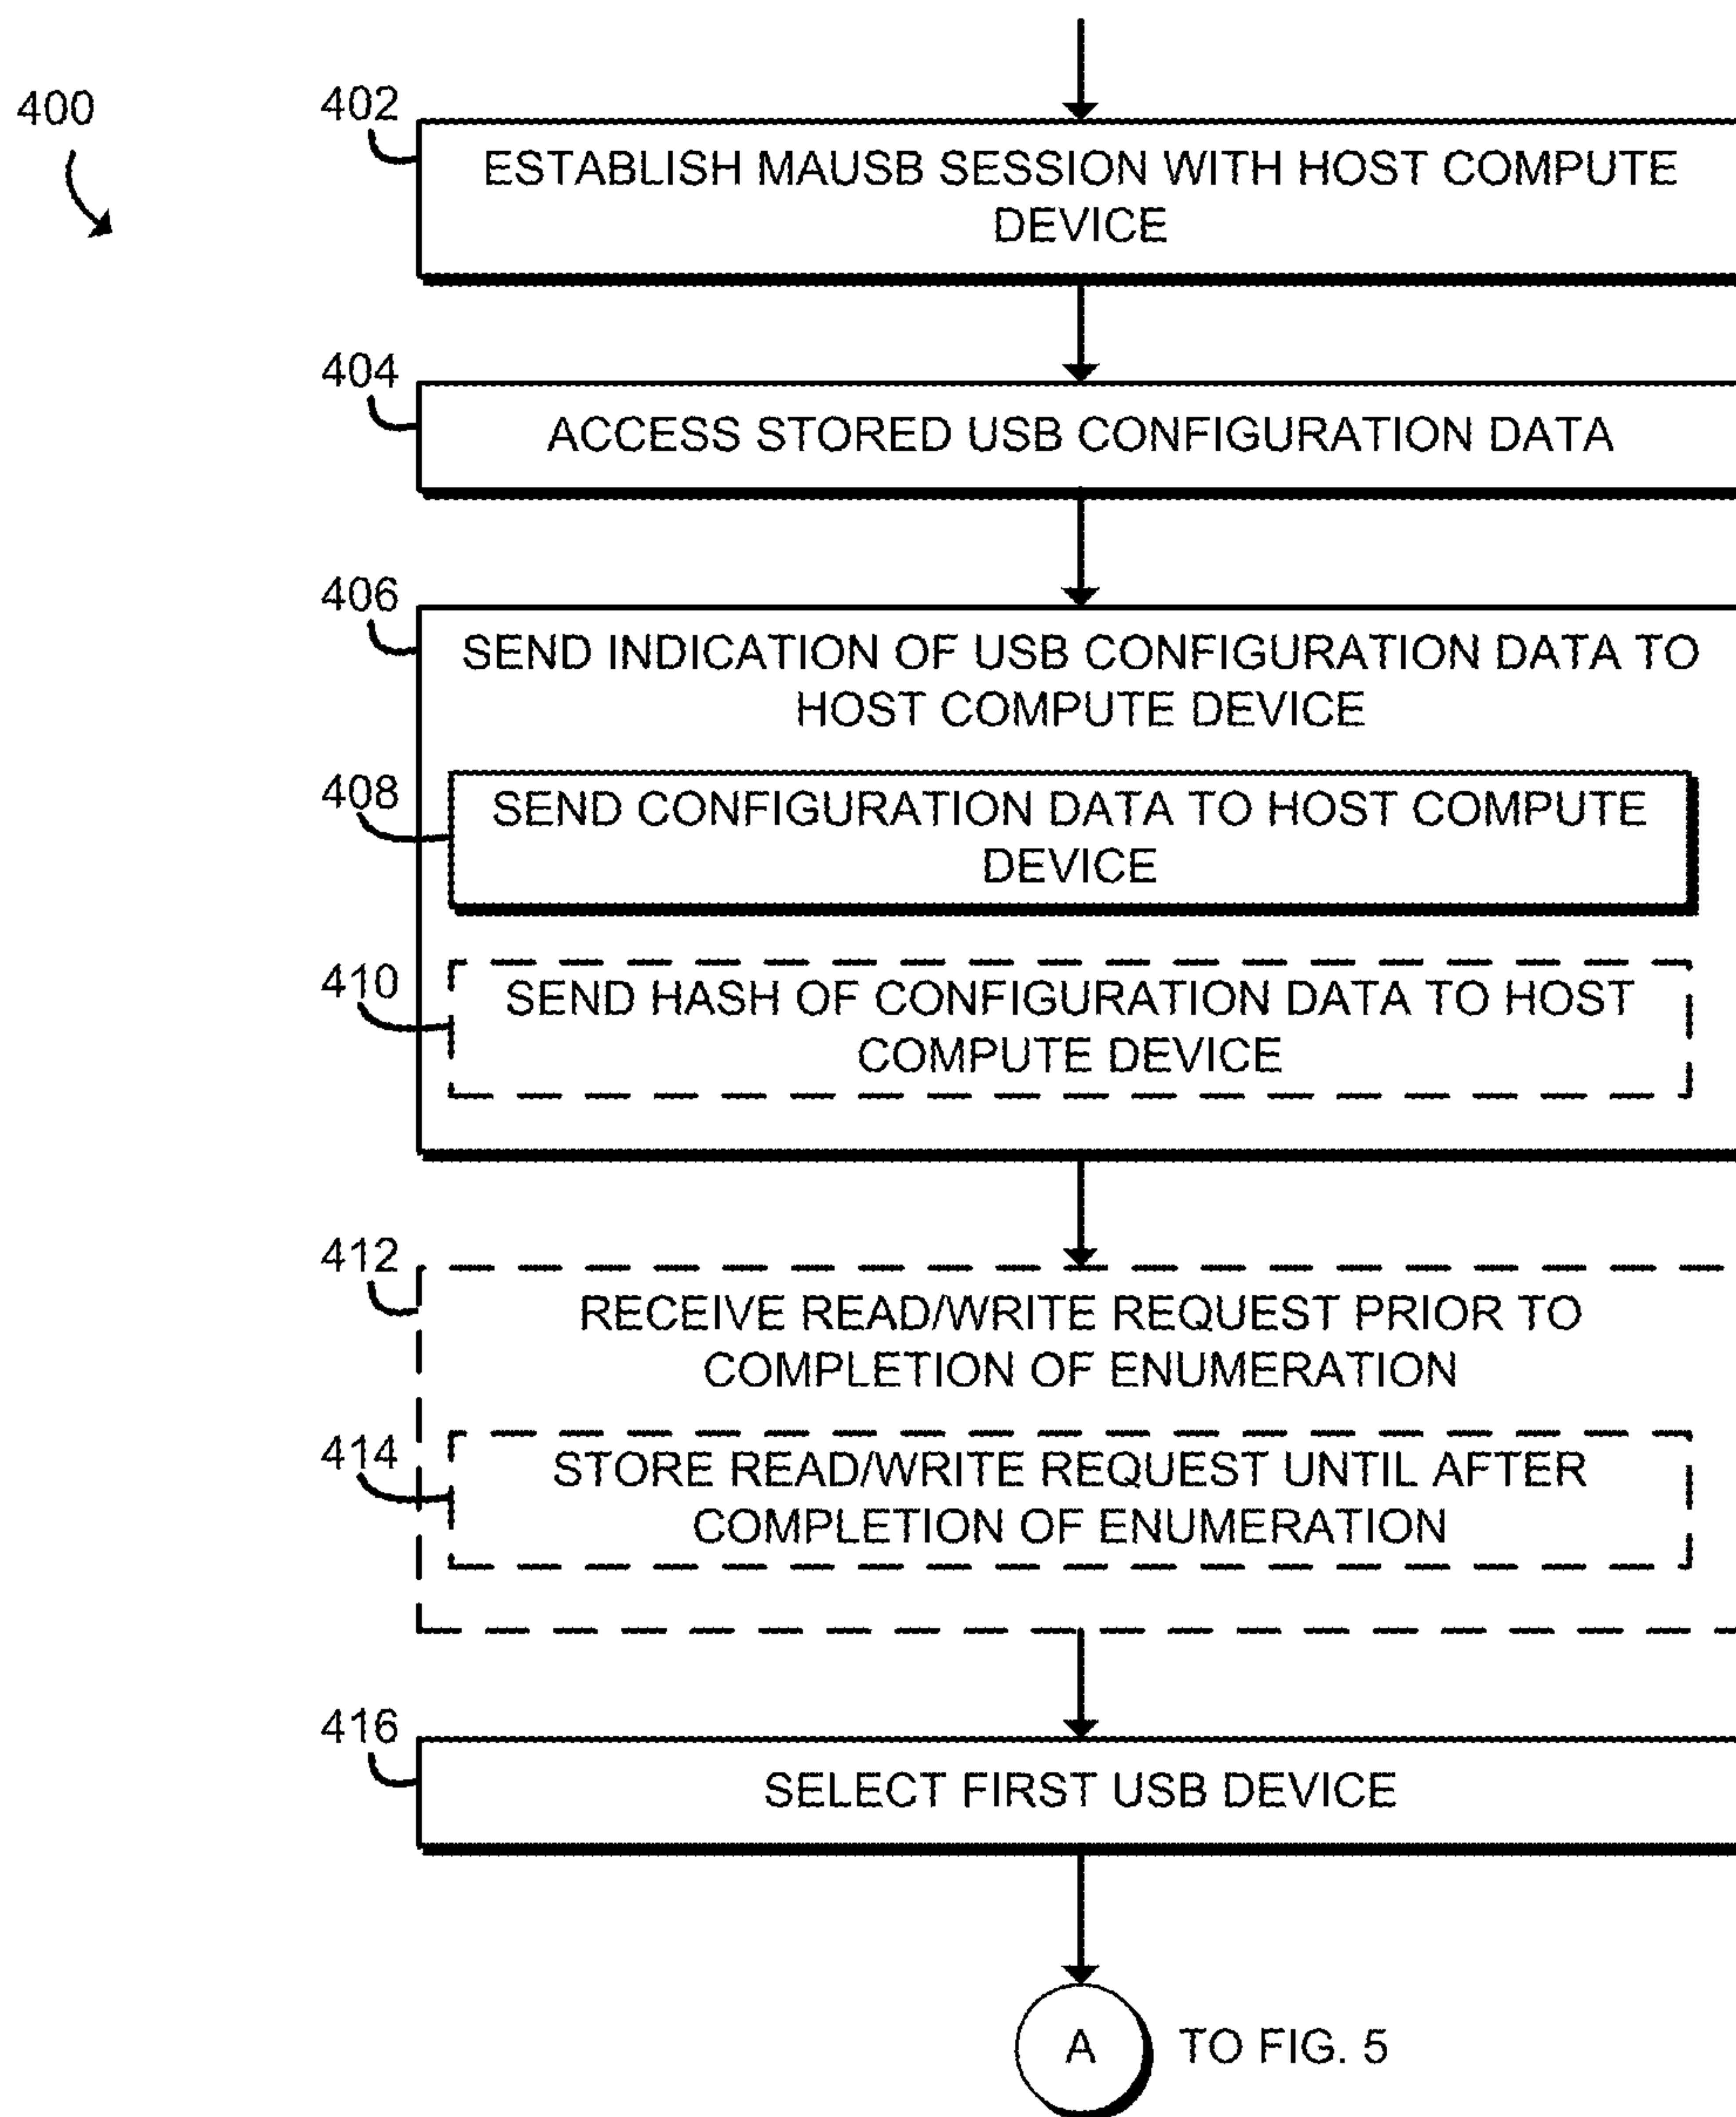 400
402
ESTABLISH MAUSB SESSION WITH HOST COMPUTE
DEVICE
404
ACCESS STORED USB CONFIGURATION DATA
406
SEND INDICATION OF USB CONFIGURATION DATA TO
HOST COMPUTE DEVICE
408
SEND CONFIGURATION DATA TO HOST COMPUTE
DEVICE
410
SEND HASH OF CONFIGURATION DATA TO HOST
COMPUTE DEVICE
412
RECEIVE READ/WRITE REQUEST PRIOR TO
COMPLETION OF ENUMERATION
414
STORE READ/WRITE REQUEST UNTIL AFTER
COMPLETION OF ENUMERATION
416
SELECT FIRST USB DEVICE
A TO FIG. 5